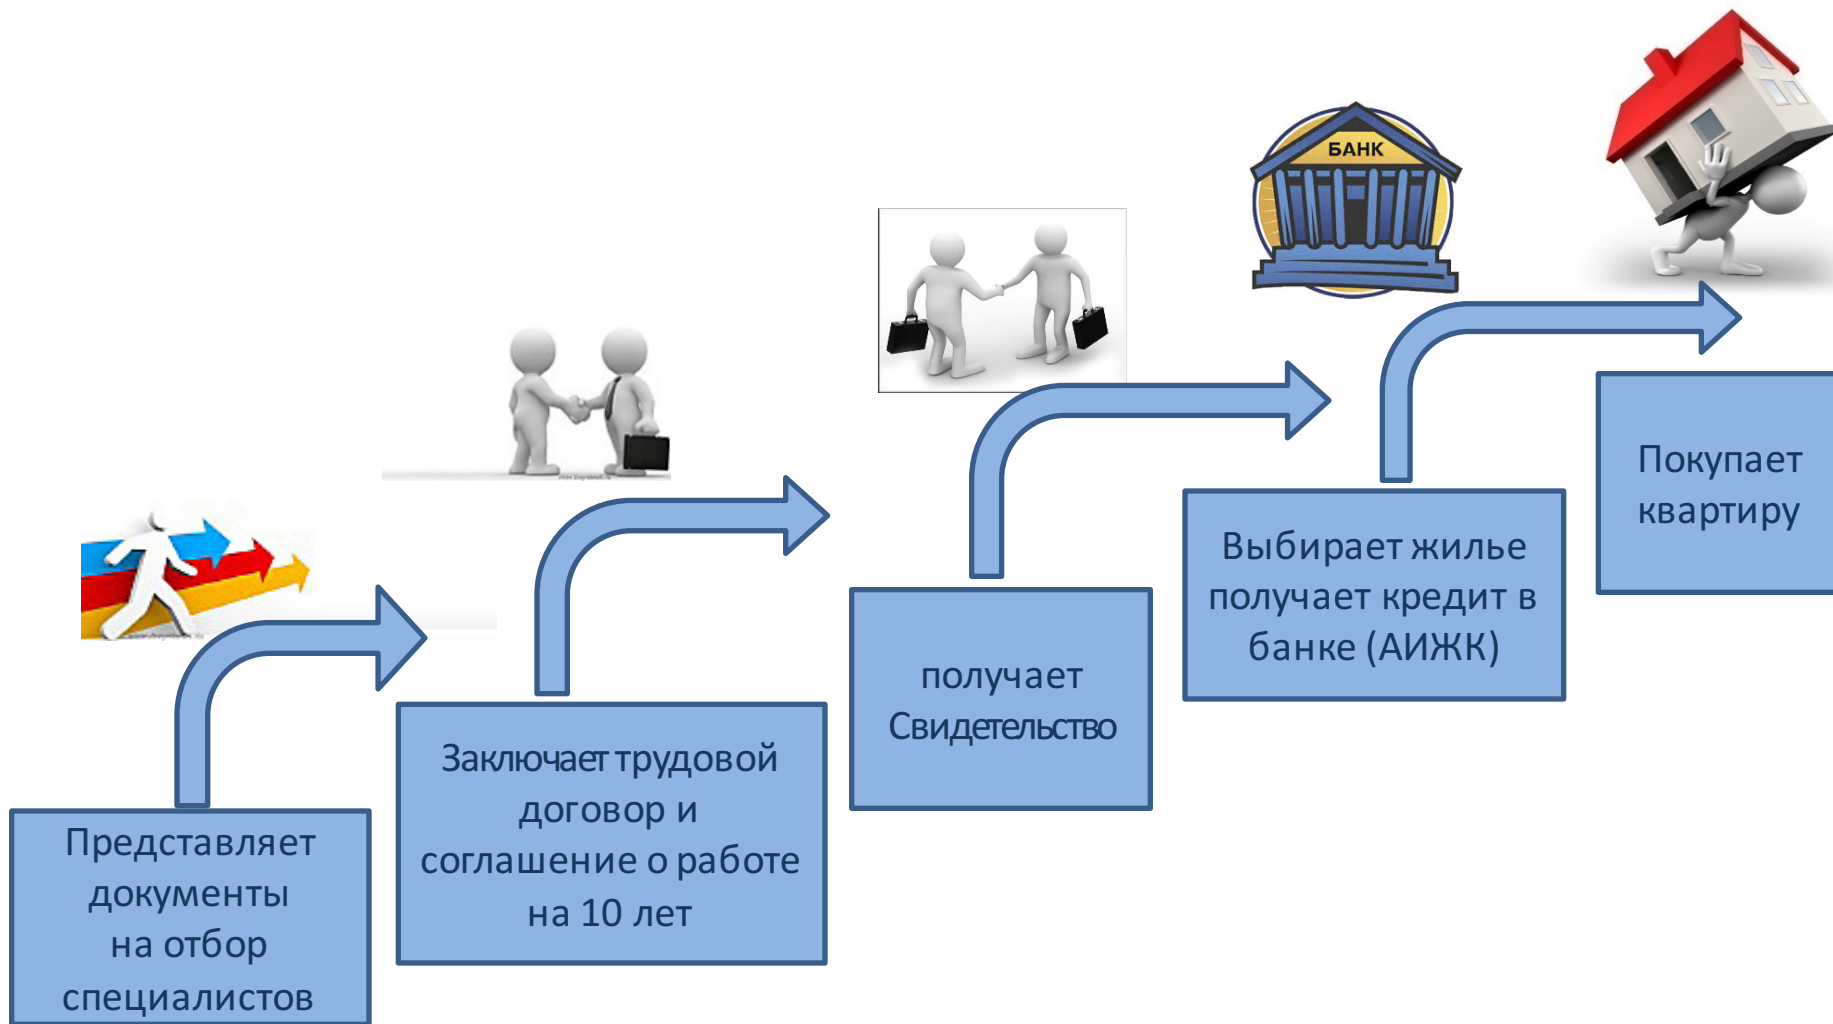 Представляет
документы
на отбор
специалистов
Заключает трудовой
договор и
соглашение о работе
на 10 лет
получает
Свидетельство
БАНК
Выбирает жилье
получает кредит в
банке (АИЖК)
Покупает
квартиру